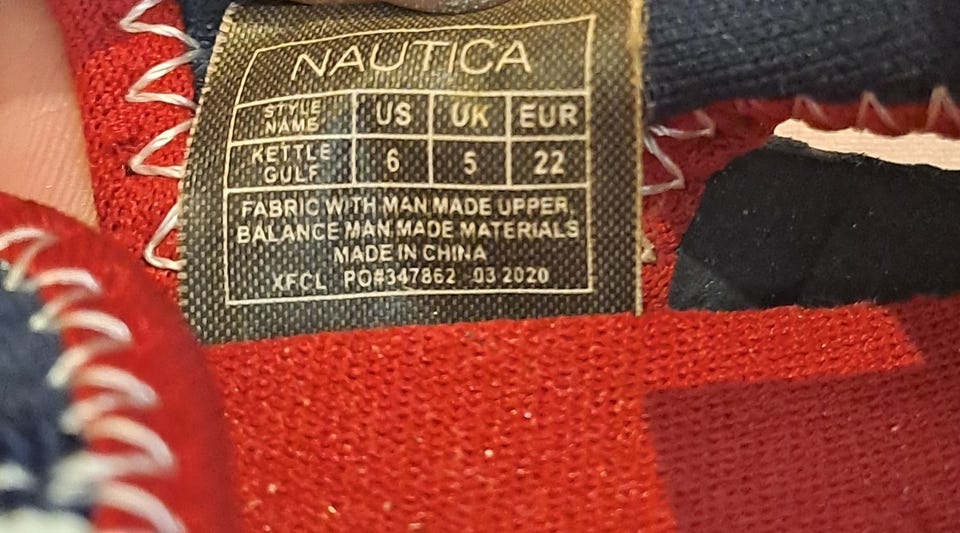 NAUTICA
STYLE NAME US UK EUR
KETTLE GULF 6 5 22
FABRIC WITH MAN MADE UPPER,
BALANCE MAN MADE MATERIALS
MADE IN CHINA
XFCL PO#347862 03 2020